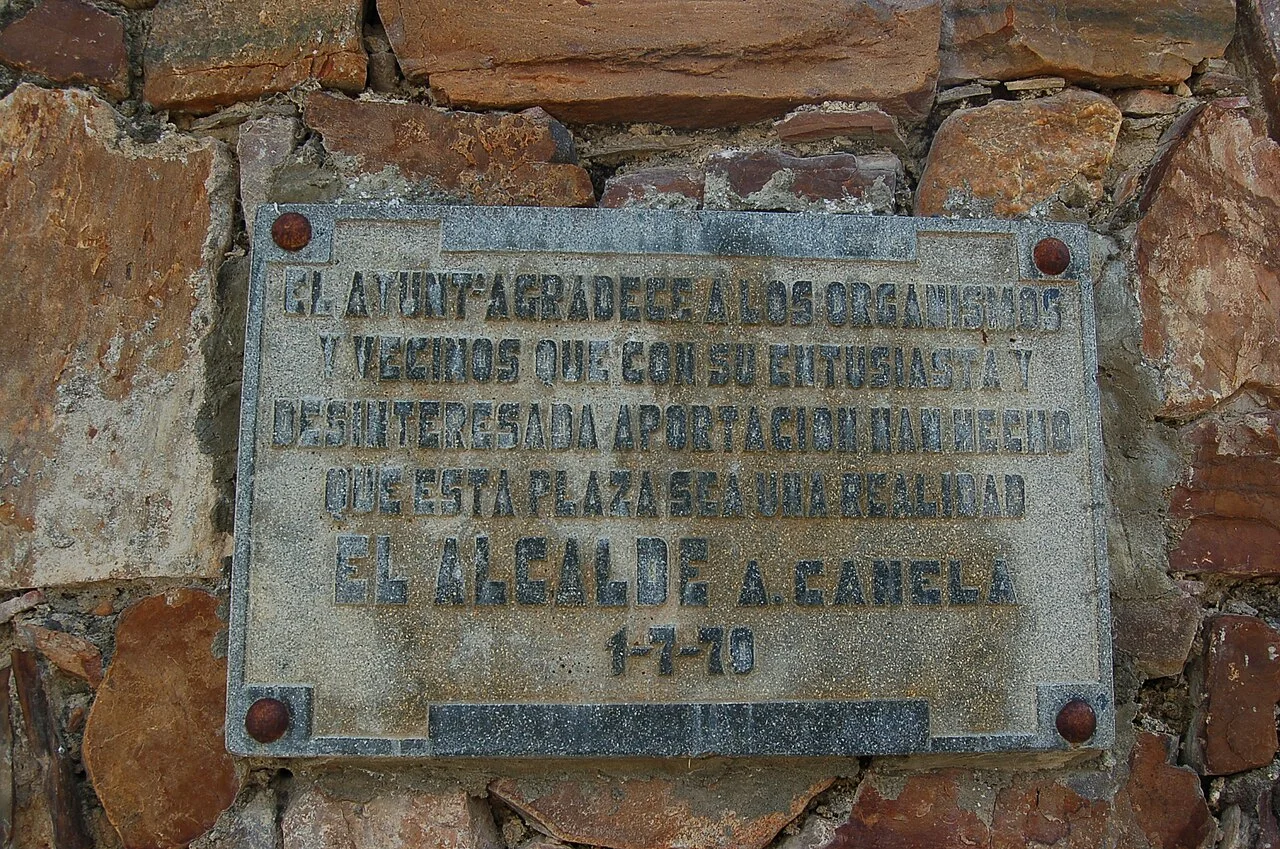 EL AYUNTº AGRADECE A LOS ORGANISMOS
Y VECINOS QUE CON SU ENTUSIASTA Y
DESINTERESADA APORTACION HAN HECHO
QUE ESTA PLAZA SEA UNA REALIDAD
EL ALCALDE A. CANELA
1-7-70